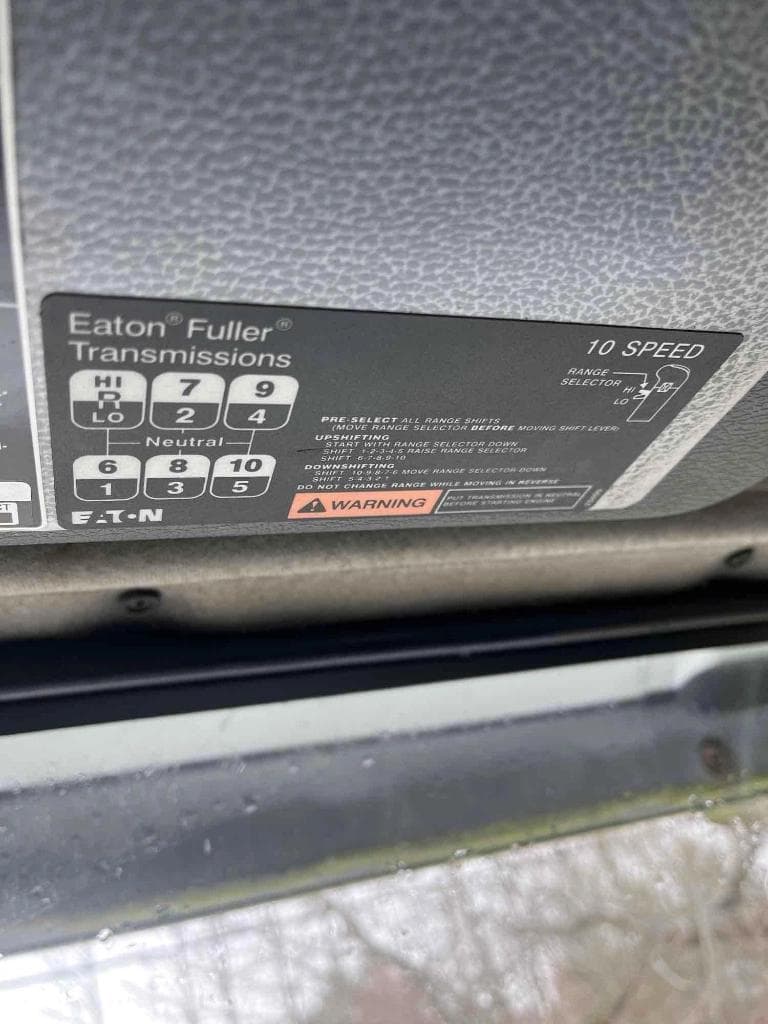 Eaton® Fuller®
Transmissions
10 SPEED
HI
R
LO
7
2
9
4
Neutral
6
1
8
3
10
5
RANGE
SELECTOR
HI
LO
PRE-SELECT ALL RANGE SHIFTS
(MOVE RANGE SELECTOR BEFORE MOVING SHIFT LEVER)
UPSHIFTING
START WITH RANGE SELECTOR DOWN
SHIFT 1-2-3-4-5 RAISE RANGE SELECTOR
SHIFT 6-7-8-9-10
DOWNSHIFTING
SHIFT 10-9-8-7-6 MOVE RANGE SELECTOR DOWN
SHIFT 5-4-3-2-1
DO NOT CHANGE RANGE WHILE MOVING IN REVERSE
WARNING
PUT TRANSMISSION IN NEUTRAL
BEFORE STARTING ENGINE
EATON